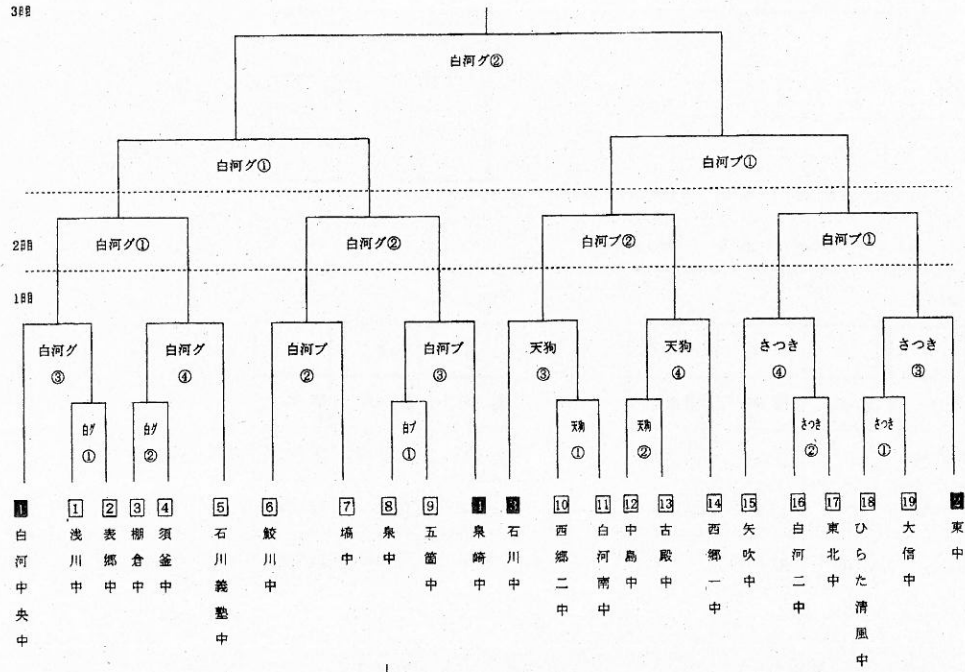 3日目
白河グ②
白河グ① 白河ブ①
2日目 白河グ① 白河グ② 白河ブ② 白河ブ①
1日目
白河グ 白河グ 白河ブ 白河ブ 天狗 天狗 さつき さつき
③ ④ ② ③ ③ ④ ④ ③
白グ 白グ 白ブ 天狗 天狗 さつき さつき
① ② ① ① ② ② ①
1 白河中央中
1 浅川中
2 表郷中
3 棚倉中
4 須釜中
5 石川義塾中
6 鮫川中
7 塙中
8 泉中
9 五箇中
4 泉崎中
3 石川中
10 西郷二中
11 白河南中
12 中島中
13 古殿中
14 西郷一中
15 矢吹中
16 白河二中
17 東北中
18 ひらた清風中
19 大信中
2 東中